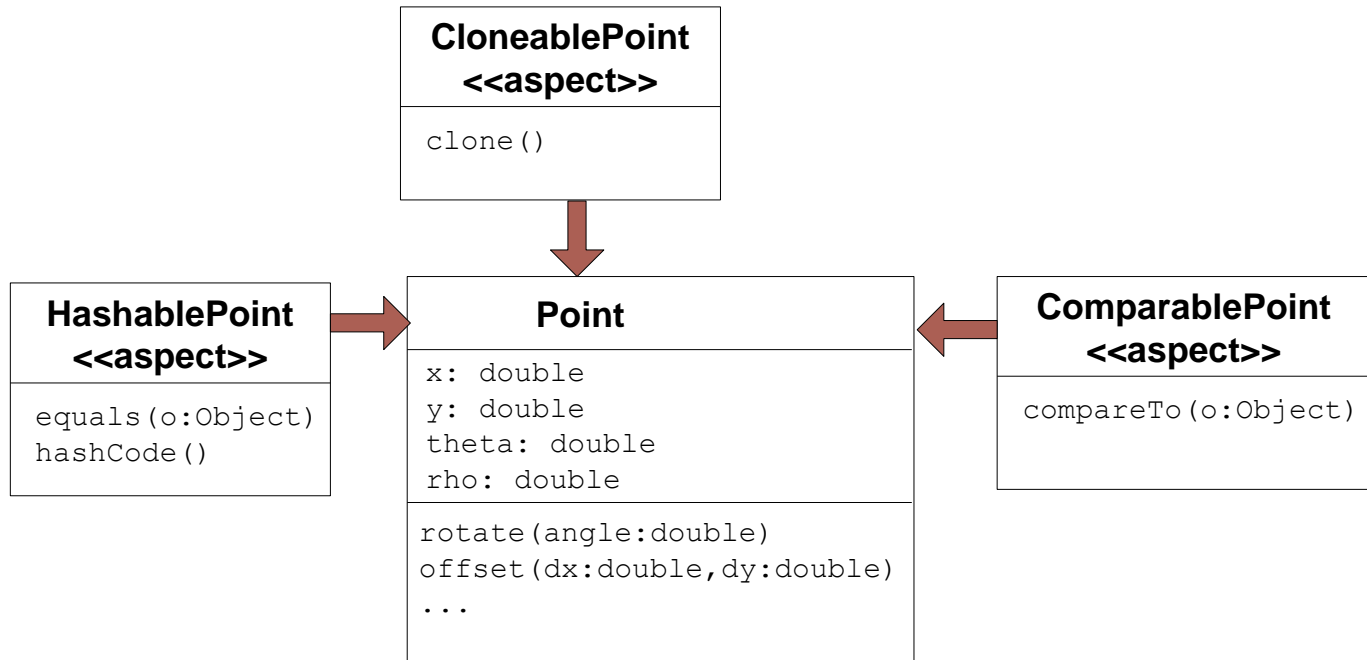 CloneablePoint
<<aspect>>
clone()
HashablePoint
<<aspect>>
equals(o:Object)
hashCode()
Point
x: double
y: double
theta: double
rho: double
rotate(angle:double)
offset(dx:double,dy:double)
...
ComparablePoint
<<aspect>>
compareTo(o:Object)